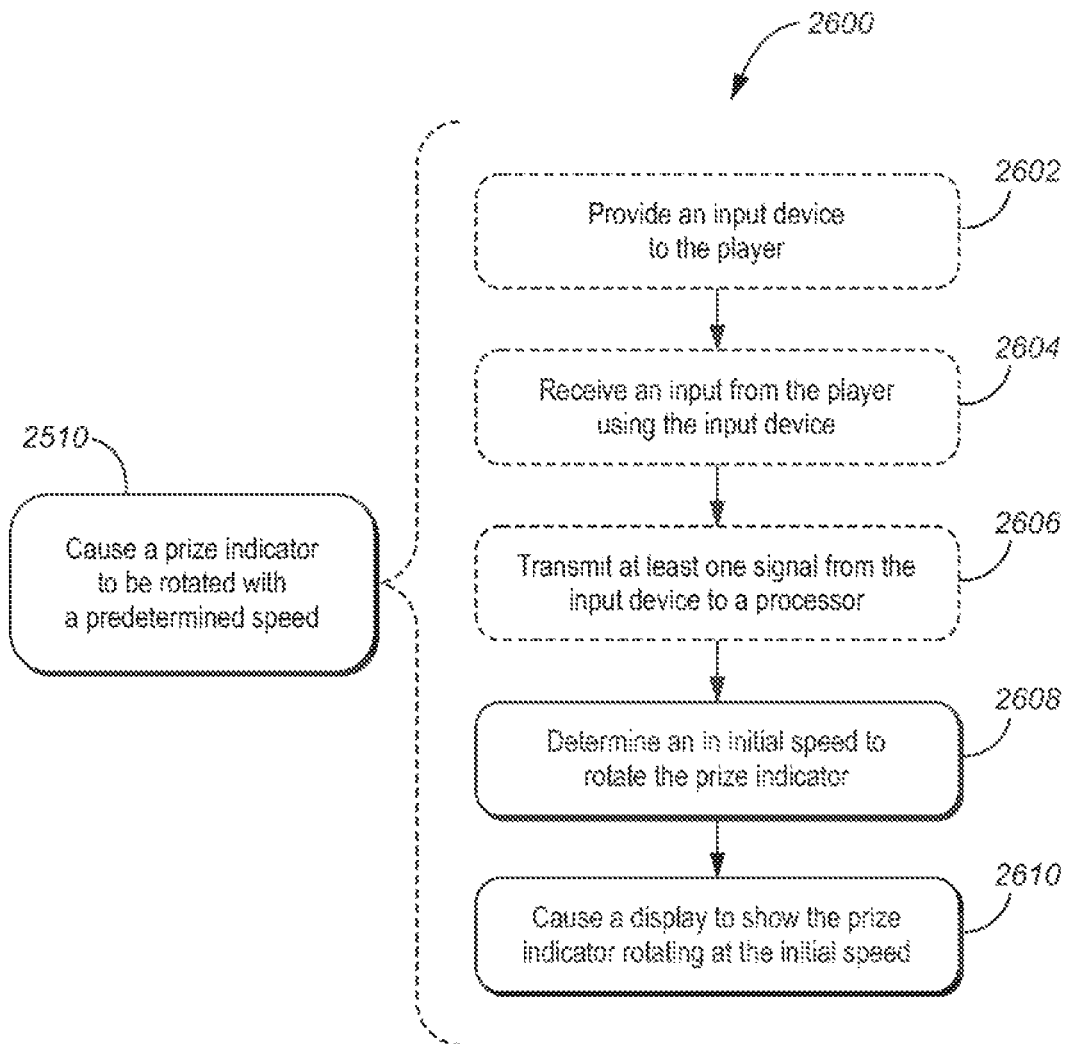 2600
2602
Provide an input device
to the player
2604
Receive an input from the player
using the input device
2510
2606
Cause a prize indicator
to be rotated with
a predetermined speed
Transmit at least one signal from the
input device to a processor
2608
Determine an in initial speed to
rotate the prize indicator
2610
Cause a display to show the prize
indicator rotating at the initial speed